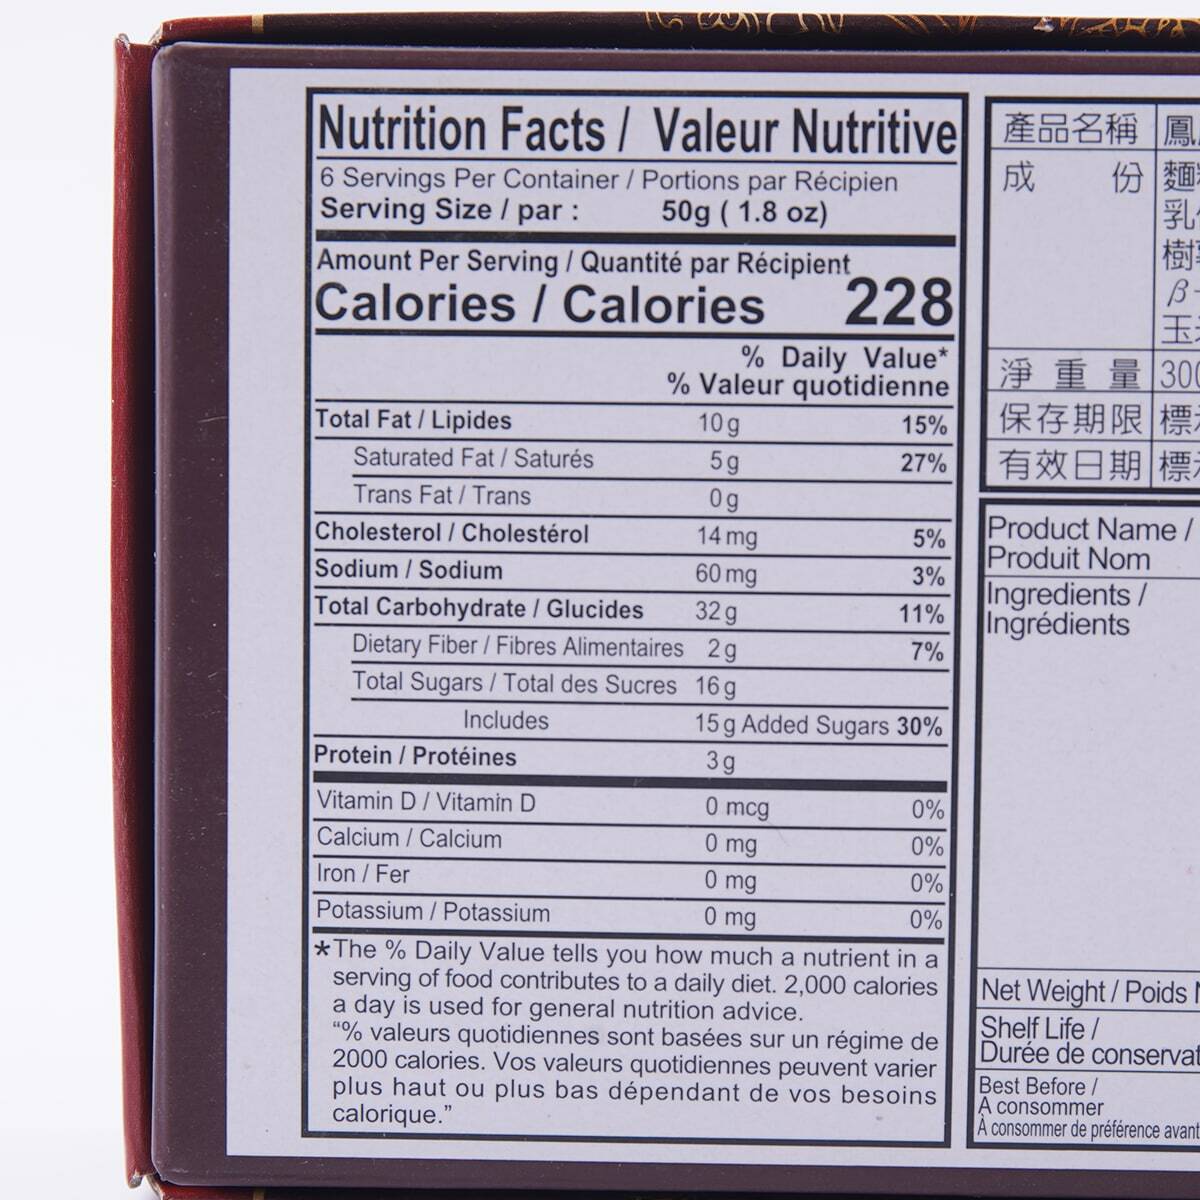 Nutrition Facts / Valeur Nutritive
6 Servings Per Container / Portions par Récipien
Serving Size / par : 50g ( 1.8 oz)
Amount Per Serving / Quantité par Récipient
Calories / Calories 228
% Daily Value*
% Valeur quotidienne
Total Fat / Lipides 10 g 15%
Saturated Fat / Saturés 5 g 27%
Trans Fat / Trans 0 g
Cholesterol / Cholestérol 14 mg 5%
Sodium / Sodium 60 mg 3%
Total Carbohydrate / Glucides 32 g 11%
Dietary Fiber / Fibres Alimentaires 2 g 7%
Total Sugars / Total des Sucres 16 g
Includes 15 g Added Sugars 30%
Protein / Protéines 3 g
Vitamin D / Vitamin D 0 mcg 0%
Calcium / Calcium 0 mg 0%
Iron / Fer 0 mg 0%
Potassium / Potassium 0 mg 0%
*The % Daily Value tells you how much a nutrient in a
serving of food contributes to a daily diet. 2,000 calories
a day is used for general nutrition advice.
“% valeurs quotidiennes sont basées sur un régime de
2000 calories. Vos valeurs quotidiennes peuvent varier
plus haut ou plus bas dépendant de vos besoins
calorique.”
產品名稱 鳳
成份 麵
乳
樹
β-
玉
淨重量 300
保存期限 標
有效日期 標
Product Name /
Produit Nom
Ingredients /
Ingrédients
Net Weight / Poids N
Shelf Life /
Durée de conservat
Best Before /
A consommer
À consommer de préférence avant